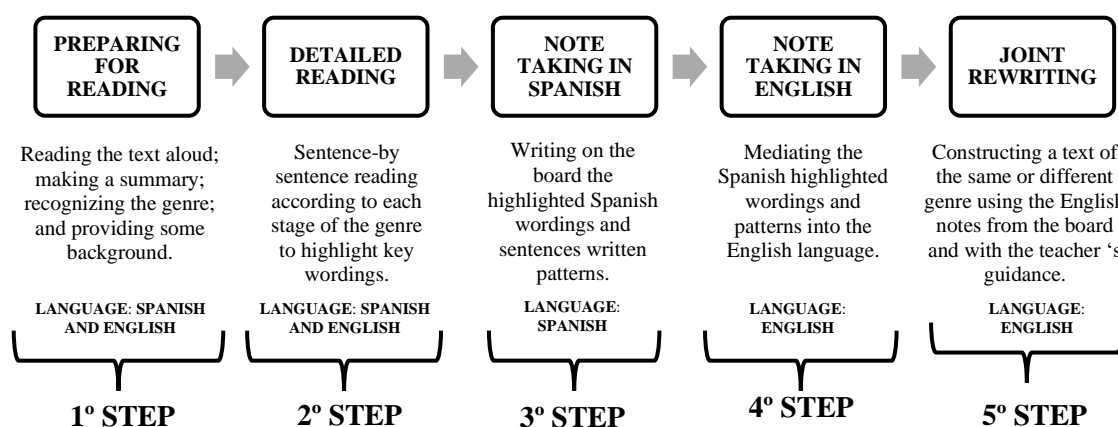 PREPARING
FOR
READING
DETAILED
READING
NOTE
TAKING IN
SPANISH
NOTE
TAKING IN
ENGLISH
JOINT
REWRITING
Reading the text aloud;
making a summary;
recognizing the genre;
and providing some
background.
Sentence-by
sentence reading
according to each
stage of the genre
to highlight key
wordings.
Writing on the
board the
highlighted Spanish
wordings and
sentences written
patterns.
Mediating the
Spanish highlighted
wordings and
patterns into the
English language.
Constructing a text of
the same or different
genre using the English
notes from the board
and with the teacher ‘s
guidance.
LANGUAGE: SPANISH
AND ENGLISH
LANGUAGE: SPANISH
AND ENGLISH
LANGUAGE:
SPANISH
LANGUAGE:
ENGLISH
LANGUAGE:
ENGLISH
1º STEP
2º STEP
3º STEP
4º STEP
5º STEP